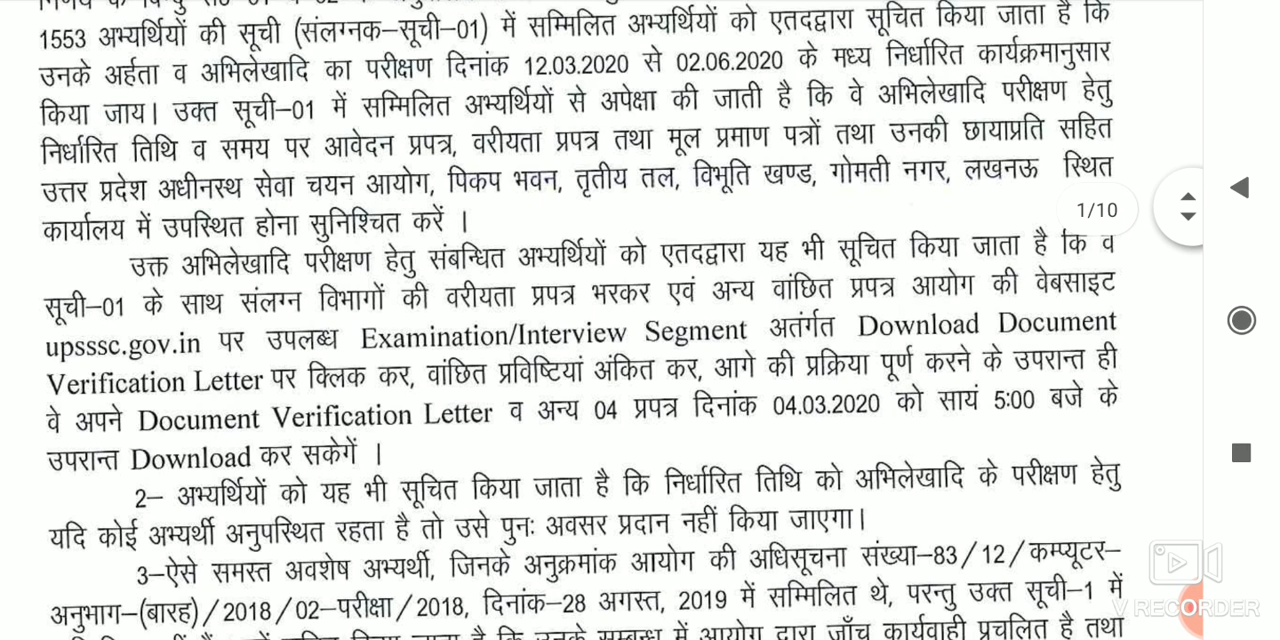 1553 अभ्यर्थियों की सूची (संलग्नक–सूची–01) में सम्मिलित अभ्यर्थियों को एतदद्वारा सूचित किया जाता है कि
उनके अर्हता व अभिलेखादि का परीक्षण दिनांक 12.03.2020 से 02.06.2020 के मध्य निर्धारित कार्यक्रमानुसार
किया जाय। उक्त सूची–01 में सम्मिलित अभ्यर्थियों से अपेक्षा की जाती है कि वे अभिलेखादि परीक्षण हेतु
निर्धारित तिथि व समय पर आवेदन प्रपत्र, वरीयता प्रपत्र तथा मूल प्रमाण पत्रों तथा उनकी छायाप्रति सहित
उत्तर प्रदेश अधीनस्थ सेवा चयन आयोग, पिकप भवन, तृतीय तल, विभूति खण्ड, गोमती नगर, लखनऊ स्थित
कार्यालय में उपस्थित होना सुनिश्चित करें ।
1/10
उक्त अभिलेखादि परीक्षण हेतु संबन्धित अभ्यर्थियों को एतदद्वारा यह भी सूचित किया जाता है कि व
सूची–01 के साथ संलग्न विभागों की वरीयता प्रपत्र भरकर एवं अन्य वांछित प्रपत्र आयोग की वेबसाइट
upsssc.gov.in पर उपलब्ध Examination/Interview Segment अतंर्गत Download Document
Verification Letter पर क्लिक कर, वांछित प्रविष्टियां अंकित कर, आगे की प्रक्रिया पूर्ण करने के उपरान्त ही
वे अपने Document Verification Letter व अन्य 04 प्रपत्र दिनांक 04.03.2020 को सायं 5:00 बजे के
उपरान्त Download कर सकेगें ।
2– अभ्यर्थियों को यह भी सूचित किया जाता है कि निर्धारित तिथि को अभिलेखादि के परीक्षण हेतु
यदि कोई अभ्यर्थी अनुपस्थित रहता है तो उसे पुनः अवसर प्रदान नहीं किया जाएगा।
3–ऐसे समस्त अवशेष अभ्यर्थी, जिनके अनुक्रमांक आयोग की अधिसूचना संख्या–83/12/कम्प्यूटर–
अनुभाग–(बारह)/2018/02–परीक्षा/2018, दिनांक–28 अगस्त, 2019 में सम्मिलित थे, परन्तु उक्त सूची–1 में
V RECORDER